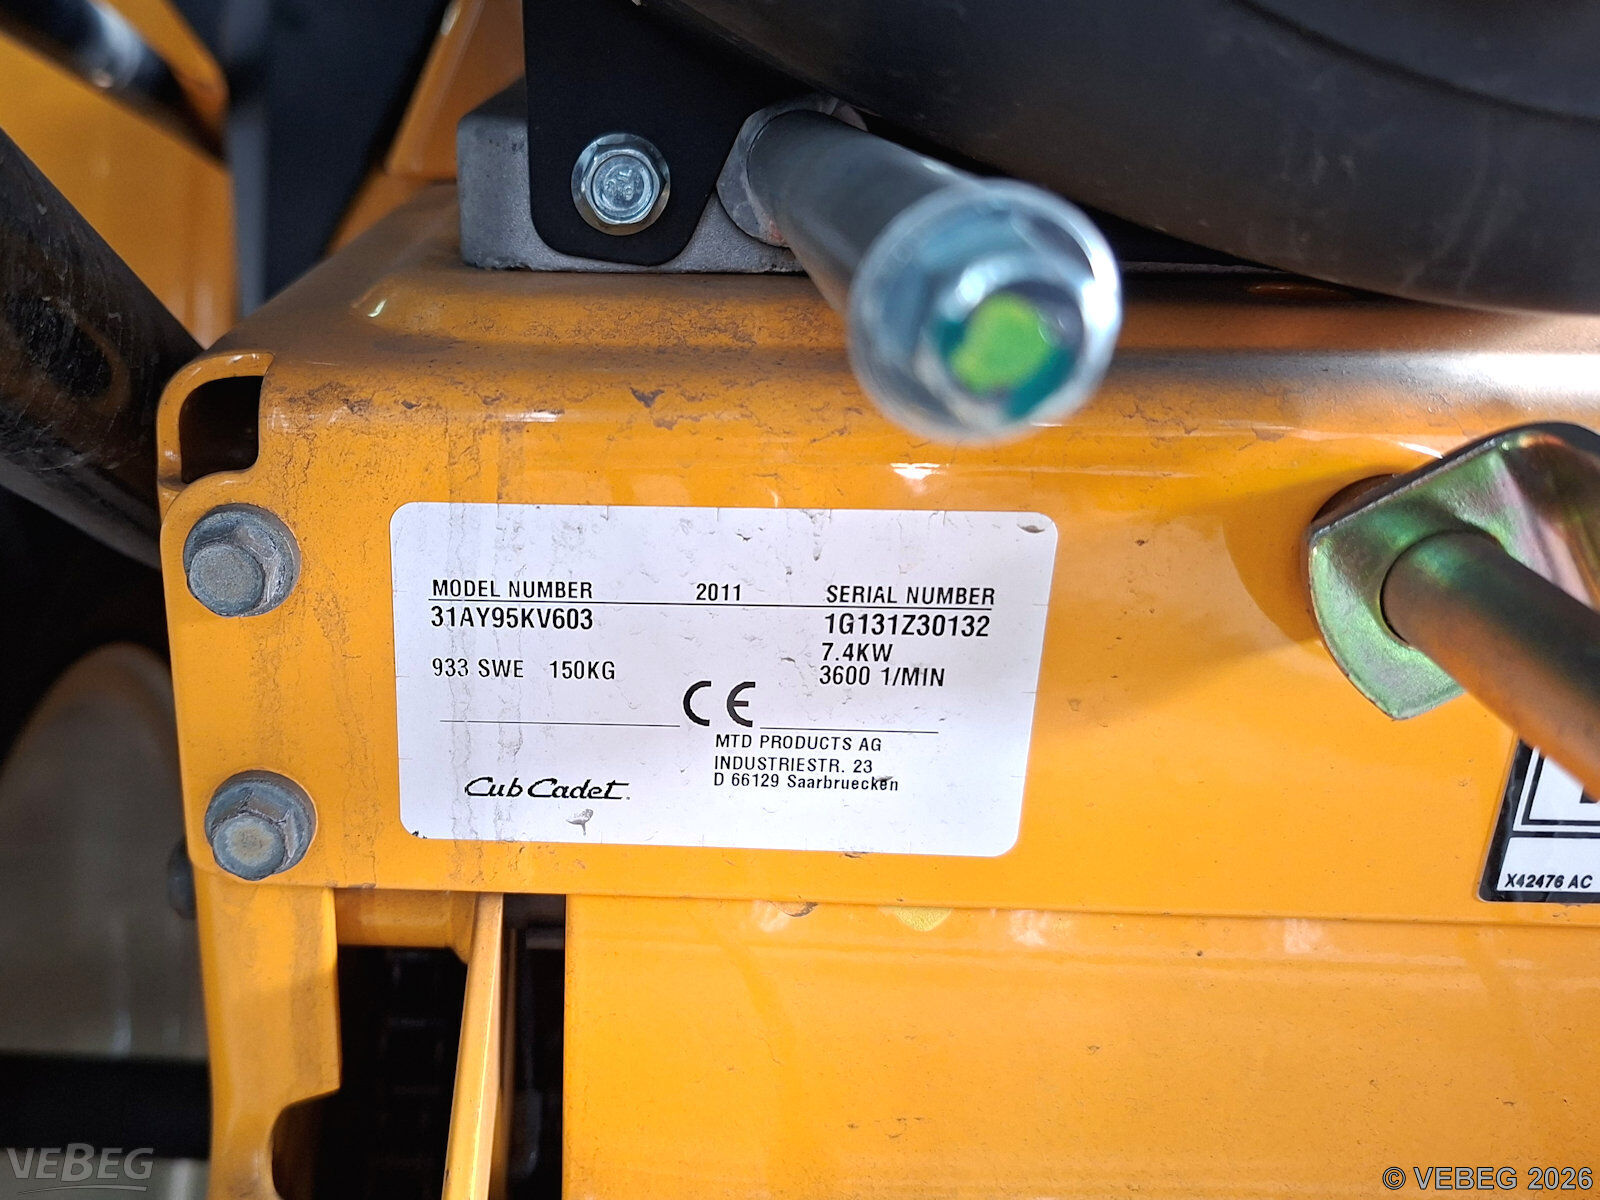 MODEL NUMBER 2011 SERIAL NUMBER
31AY95KV603 1G131Z30132
7.4KW
933 SWE 150KG 3600 1/MIN
CE
MTD PRODUCTS AG
INDUSTRIESTR. 23
D 66129 Saarbruecken
Cub Cadet
X42476 AC
VEBEG
© VEBEG 2026